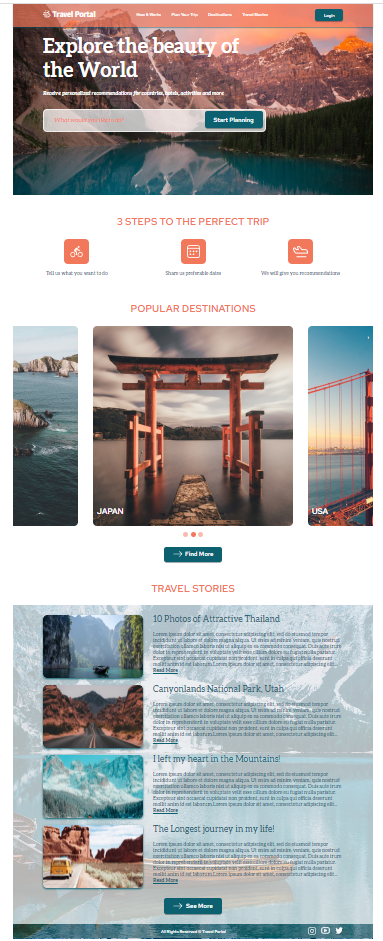 Travel Portal
How It Works Plan Your Trip Destinations Travel Stories Login
Explore the beauty of
the World
Receive personalised recommendations for countries, hotels, activities and more
What would you like to do?
Start Planning
3 STEPS TO THE PERFECT TRIP
Tell us what you want to do
Share us preferable dates
We will give you recommendations
POPULAR DESTINATIONS
JAPAN
USA
Find More
TRAVEL STORIES
10 Photos of Attractive Thailand
Lorem ipsum dolor sit amet, consectetur adipiscing elit, sed do eiusmod tempor
incididunt ut labore et dolore magna aliqua. Ut enim ad minim veniam, quis nostrud
exercitation ullamco laboris nisi ut aliquip ex ea commodo consequat. Duis aute irure
dolor in reprehenderit in voluptate velit esse cillum dolore eu fugiat nulla pariatur.
Excepteur sint occaecat cupidatat non proident, sunt in culpa qui officia deserunt
mollit anim id est laborum.Lorem ipsum dolor sit amet, consectetur adipiscing elit...
Read More
Canyonlands National Park, Utah
Lorem ipsum dolor sit amet, consectetur adipiscing elit, sed do eiusmod tempor
incididunt ut labore et dolore magna aliqua. Ut enim ad minim veniam, quis nostrud
exercitation ullamco laboris nisi ut aliquip ex ea commodo consequat. Duis aute irure
dolor in reprehenderit in voluptate velit esse cillum dolore eu fugiat nulla pariatur.
Excepteur sint occaecat cupidatat non proident, sunt in culpa qui officia deserunt
mollit anim id est laborum.Lorem ipsum dolor sit amet, consectetur adipiscing elit...
Read More
I left my heart in the Mountains!
Lorem ipsum dolor sit amet, consectetur adipiscing elit, sed do eiusmod tempor
incididunt ut labore et dolore magna aliqua. Ut enim ad minim veniam, quis nostrud
exercitation ullamco laboris nisi ut aliquip ex ea commodo consequat. Duis aute irure
dolor in reprehenderit in voluptate velit esse cillum dolore eu fugiat nulla pariatur.
Excepteur sint occaecat cupidatat non proident, sunt in culpa qui officia deserunt
mollit anim id est laborum.Lorem ipsum dolor sit amet, consectetur adipiscing elit...
Read More
The Longest journey in my life!
Lorem ipsum dolor sit amet, consectetur adipiscing elit, sed do eiusmod tempor
incididunt ut labore et dolore magna aliqua. Ut enim ad minim veniam, quis nostrud
exercitation ullamco laboris nisi ut aliquip ex ea commodo consequat. Duis aute irure
dolor in reprehenderit in voluptate velit esse cillum dolore eu fugiat nulla pariatur.
Excepteur sint occaecat cupidatat non proident, sunt in culpa qui officia deserunt
mollit anim id est laborum.Lorem ipsum dolor sit amet, consectetur adipiscing elit...
Read More
See More
All Rights Reserved © Travel Portal